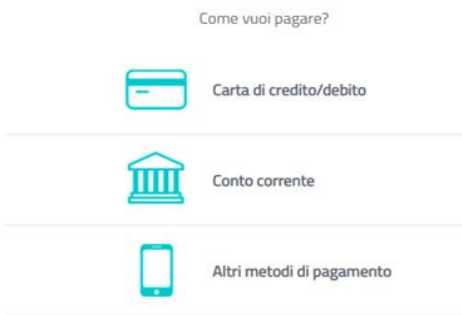 Come vuoi pagare?
Carta di credito/debito
Conto corrente
Altri metodi di pagamento